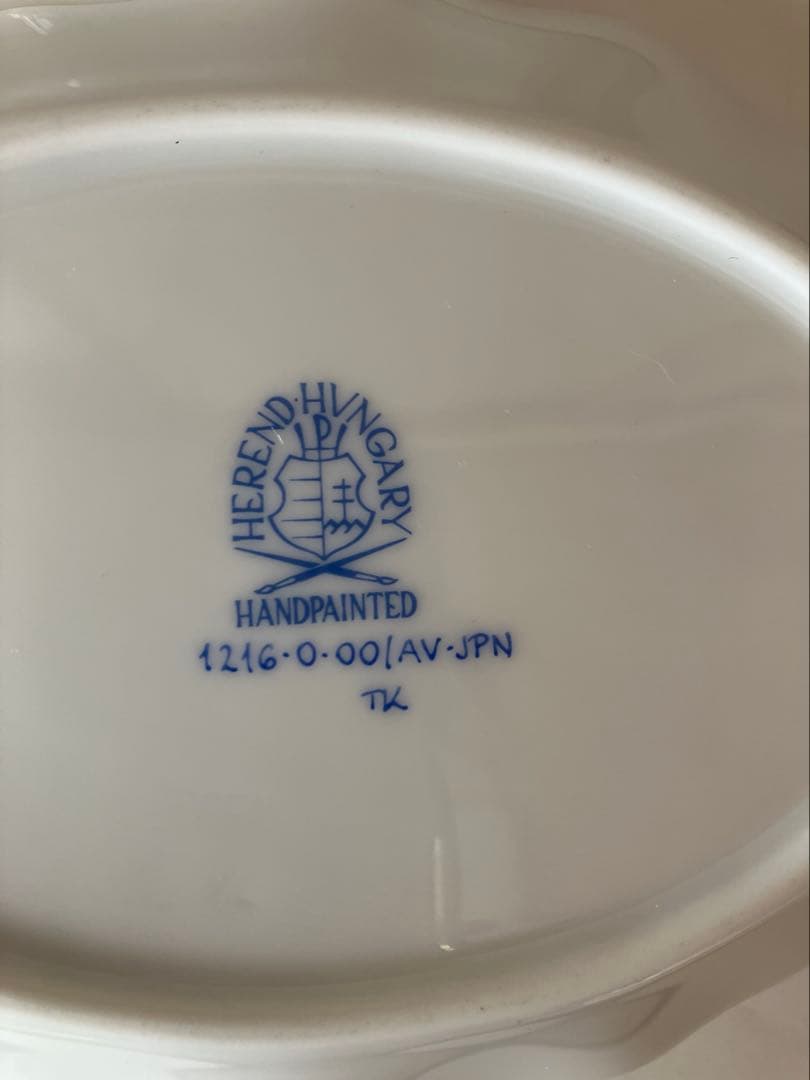 HEREND·HVNGARY
P
HANDPAINTED
1216·0·00/AV-JPN
TK